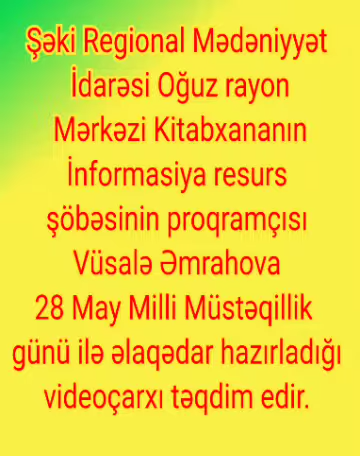 Şəki Regional Mədəniyyət
İdarəsi Oğuz rayon
Mərkəzi Kitabxananın
İnformasiya resurs
şöbəsinin proqramçısı
Vüsalə Əmrahova
28 May Milli Müstəqillik
günü ilə əlaqədar hazırladığı
videoçarxı təqdim edir.